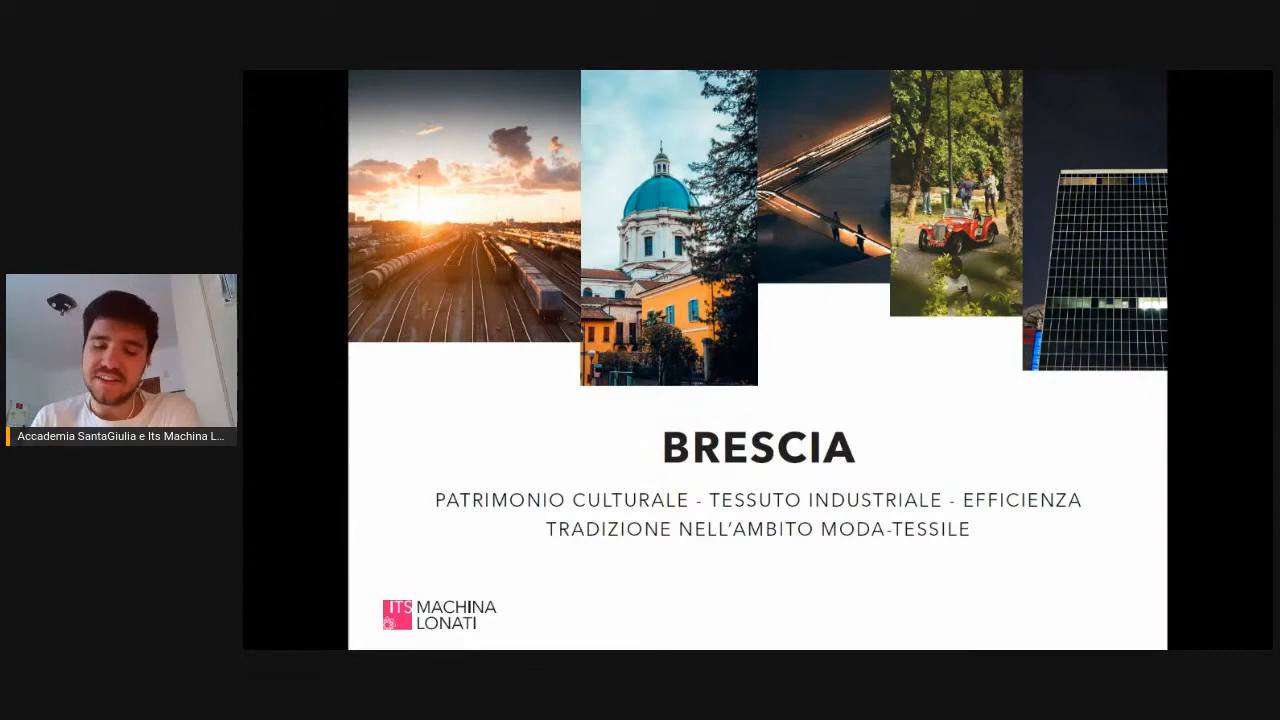 Accademia SantaGiulia e Its Machina L...
BRESCIA
PATRIMONIO CULTURALE - TESSUTO INDUSTRIALE - EFFICIENZA
TRADIZIONE NELL'AMBITO MODA-TESSILE
ITS MACHINA
LONATI